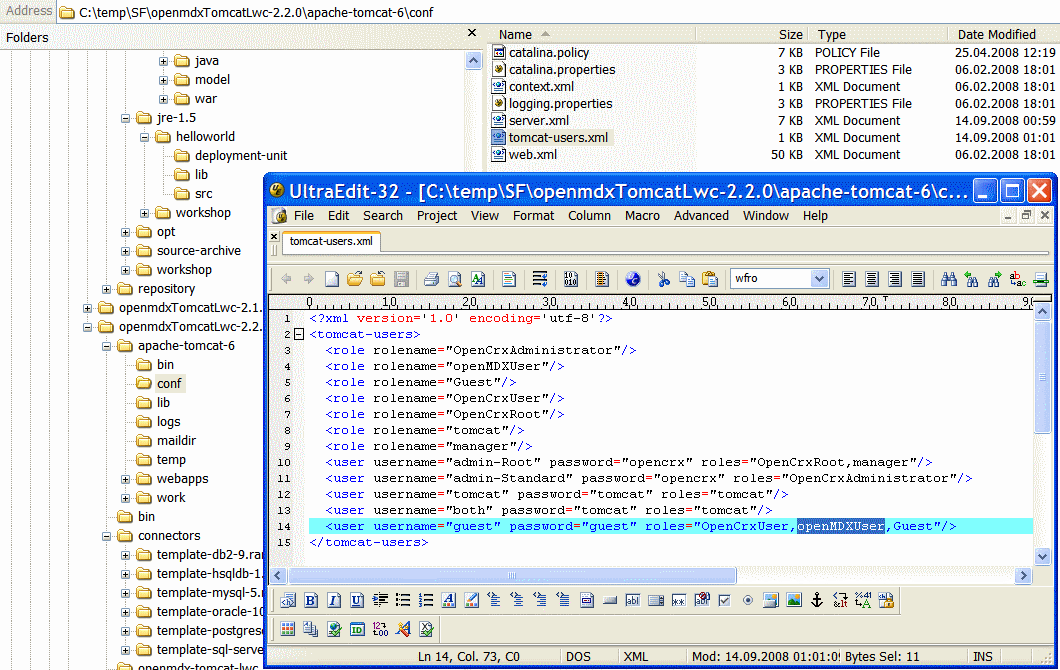 Address C:\temp\SF\openmdxTomcatLwc-2.2.0\apache-tomcat-6\conf
Folders
java
model
war
jre-1.5
helloworld
deployment-unit
lib
src
workshop
opt
source-archive
workshop
repository
openmdxTomcatLwc-2.1.
openmdxTomcatLwc-2.2.
apache-tomcat-6
bin
conf
lib
logs
maildir
temp
webapps
work
bin
connectors
template-db2-9.rar
template-hsqldb-1.
template-mysql-5.r
template-oracle-10
template-postgres
template-sql-serve
openmdx-tomcat-lwc
Name Size Type Date Modified
catalina.policy 7 KB POLICY File 25.04.2008 12:19
catalina.properties 3 KB PROPERTIES File 06.02.2008 18:01
context.xml 1 KB XML Document 06.02.2008 18:01
logging.properties 3 KB PROPERTIES File 06.02.2008 18:01
server.xml 7 KB XML Document 14.09.2008 00:59
tomcat-users.xml 1 KB XML Document 14.09.2008 01:01
web.xml 50 KB XML Document 06.02.2008 18:01
UltraEdit-32 - [C:\temp\SF\openmdxTomcatLwc-2.2.0\apache-tomcat-6\c...
File Edit Search Project View Format Column Macro Advanced Window Help
tomcat-users.xml
wfro
0 10 20 30 40 50 60 70 80 90
1 <?xml version='1.0' encoding='utf-8'?>
2 <tomcat-users>
3 <role rolename="OpenCrxAdministrator"/>
4 <role rolename="openMDXUser"/>
5 <role rolename="Guest"/>
6 <role rolename="OpenCrxUser"/>
7 <role rolename="OpenCrxRoot"/>
8 <role rolename="tomcat"/>
9 <role rolename="manager"/>
10 <user username="admin-Root" password="opencrx" roles="OpenCrxRoot,manager"/>
11 <user username="admin-Standard" password="opencrx" roles="OpenCrxAdministrator"/>
12 <user username="tomcat" password="tomcat" roles="tomcat"/>
13 <user username="both" password="tomcat" roles="tomcat"/>
14 <user username="guest" password="guest" roles="OpenCrxUser,openMDXUser,Guest"/>
15 </tomcat-users>
Ln 14, Col. 73, C0 DOS XML Mod: 14.09.2008 01:01:09 Bytes Sel: 11 INS